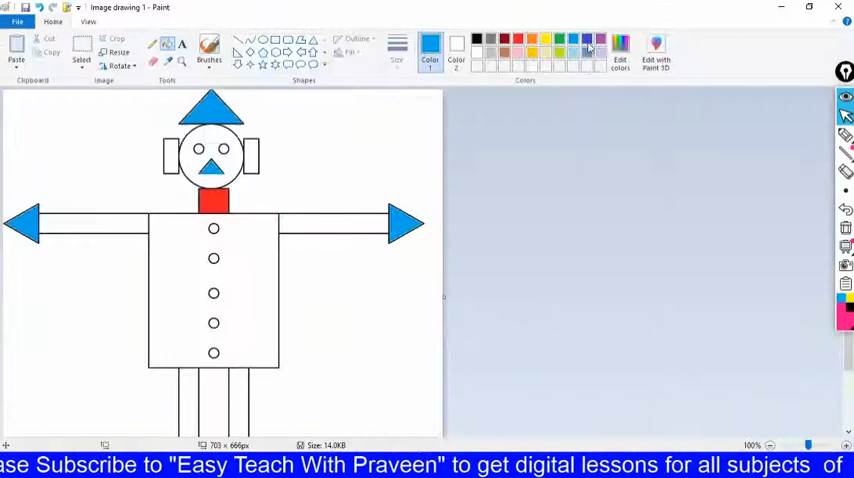 Image drawing 1 - Paint
File Home View
Paste
Cut
Copy
Clipboard
Select
Crop
Resize
Rotate
Image
A
Tools
Brushes
Shapes
Outline
Fill
Size
Color 1
Color 2
Colors
Edit colors
Edit with Paint 3D
703 × 666px
Size: 14.0KB
100%
ase Subscribe to "Easy Teach With Praveen" to get digital lessons for all subjects of